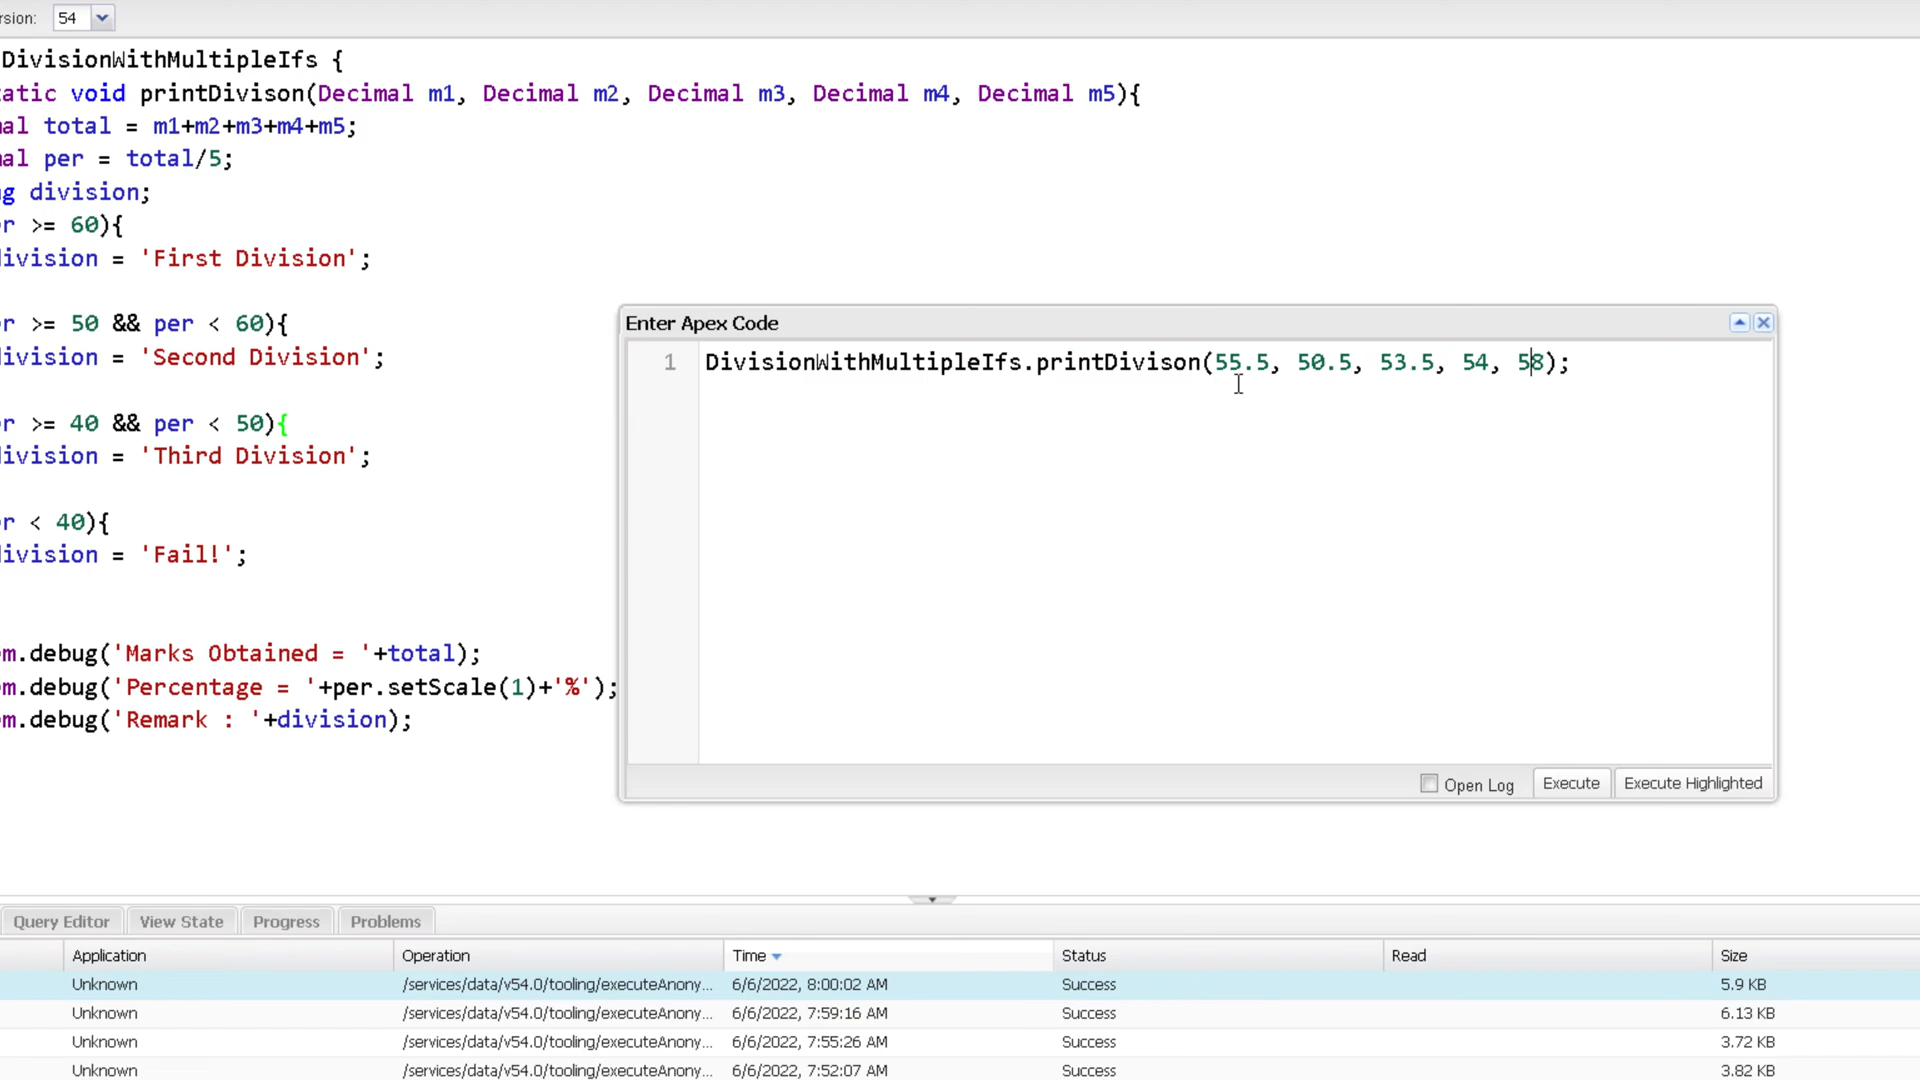 rsion: 54
DivisionWithMultipleIfs {
atic void printDivison(Decimal m1, Decimal m2, Decimal m3, Decimal m4, Decimal m5){
al total = m1+m2+m3+m4+m5;
al per = total/5;
g division;
r >= 60){
ivision = 'First Division';
r >= 50 && per < 60){
ivision = 'Second Division';
r >= 40 && per < 50){
ivision = 'Third Division';
r < 40){
ivision = 'Fail!';
m.debug('Marks Obtained = '+total);
m.debug('Percentage = '+per.setScale(1)+'%');
m.debug('Remark : '+division);
Enter Apex Code
1 DivisionWithMultipleIfs.printDivison(55.5, 50.5, 53.5, 54, 58);
Open Log Execute Execute Highlighted
Query Editor View State Progress Problems
Application Operation Time Status Read Size
Unknown /services/data/v54.0/tooling/executeAnony... 6/6/2022, 8:00:02 AM Success 5.9 KB
Unknown /services/data/v54.0/tooling/executeAnony... 6/6/2022, 7:59:16 AM Success 6.13 KB
Unknown /services/data/v54.0/tooling/executeAnony... 6/6/2022, 7:55:26 AM Success 3.72 KB
Unknown /services/data/v54.0/tooling/executeAnony... 6/6/2022, 7:52:07 AM Success 3.82 KB